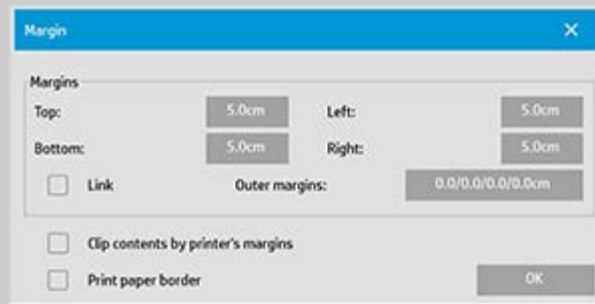 Margin
Margins
Top: 5.0cm Left: 5.0cm
Bottom: 5.0cm Right: 5.0cm
Link Outer margins: 0.0/0.0/0.0/0.0cm
Clip contents by printer's margins
Print paper border OK